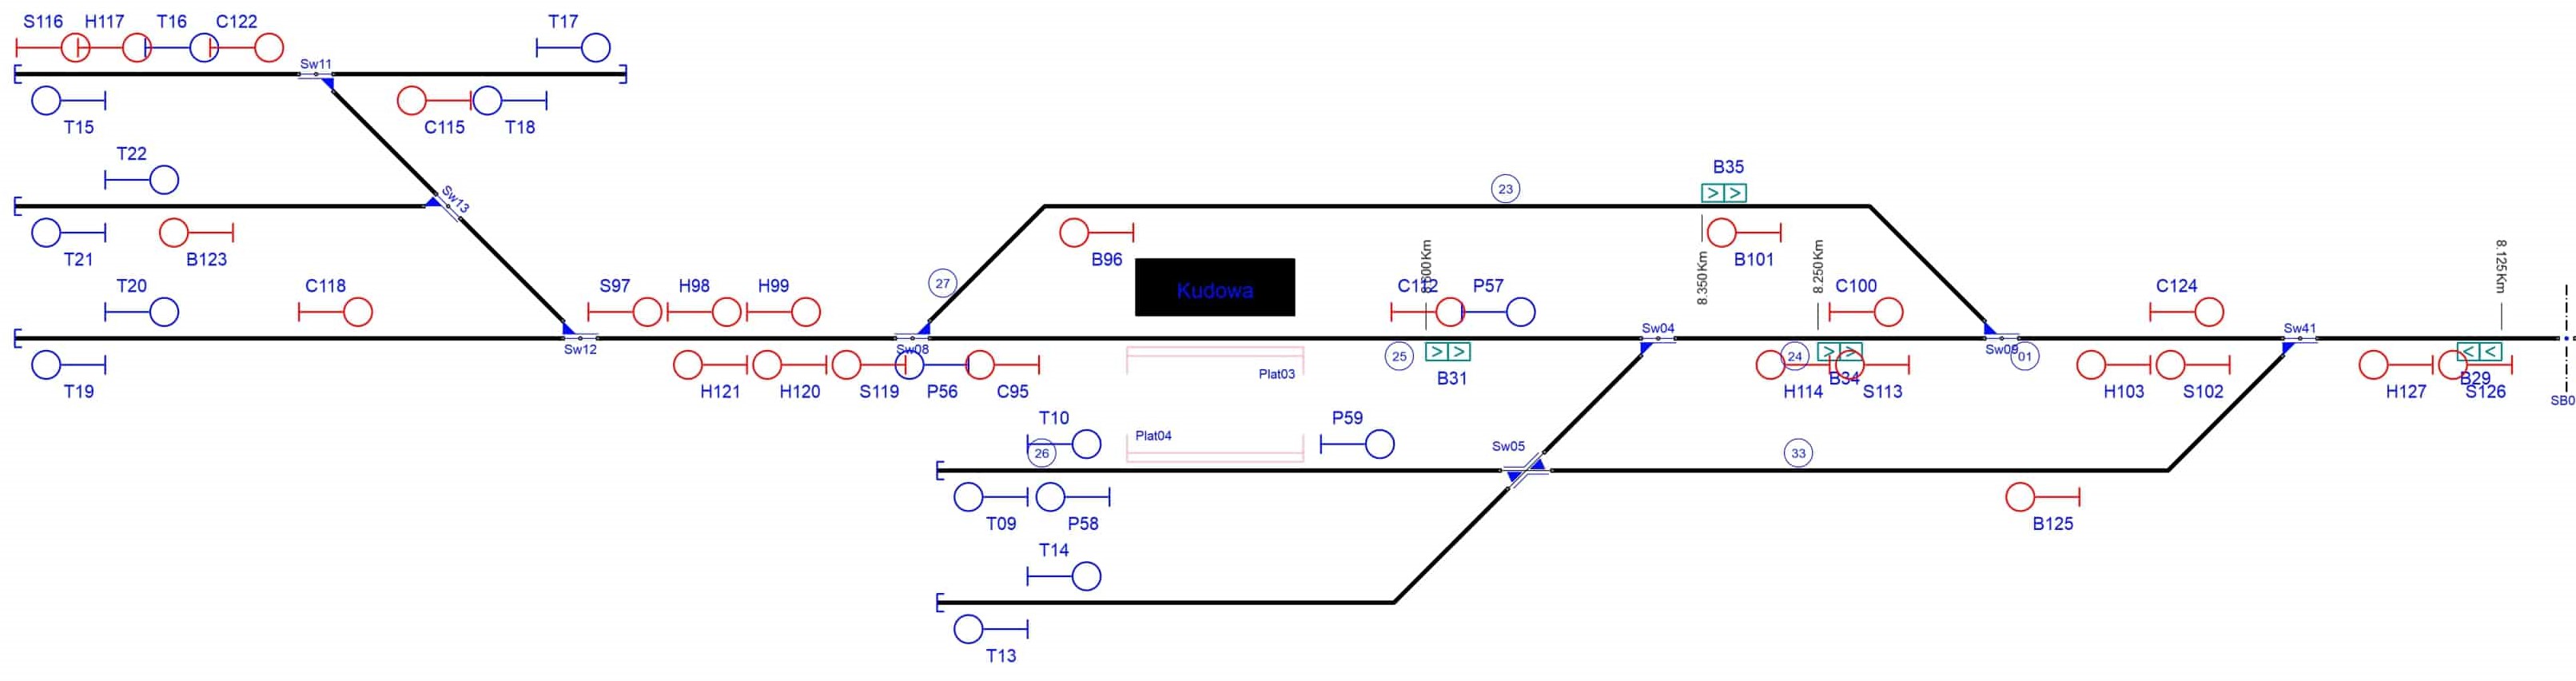 S116 H117 T16 C122 T17
Sw11
T15 C115 T18
T22 B35
Sw13 23
T21 B123 B96 B101
T20 C118 S97 H98 H99 27 Kudowa C112 P57 8.350Km 8.250Km C100 C124 8.125Km
Sw12 Sw08 Sw04 Sw09 01 Sw41
25 24
T19 H121 H120 S119 P56 C95 Plat03 B31 H114 B34 S113 H103 S102 H127 B29 S126 SB0
T10 Plat04 P59 Sw05
26 33
T09 P58 B125
T14
T13